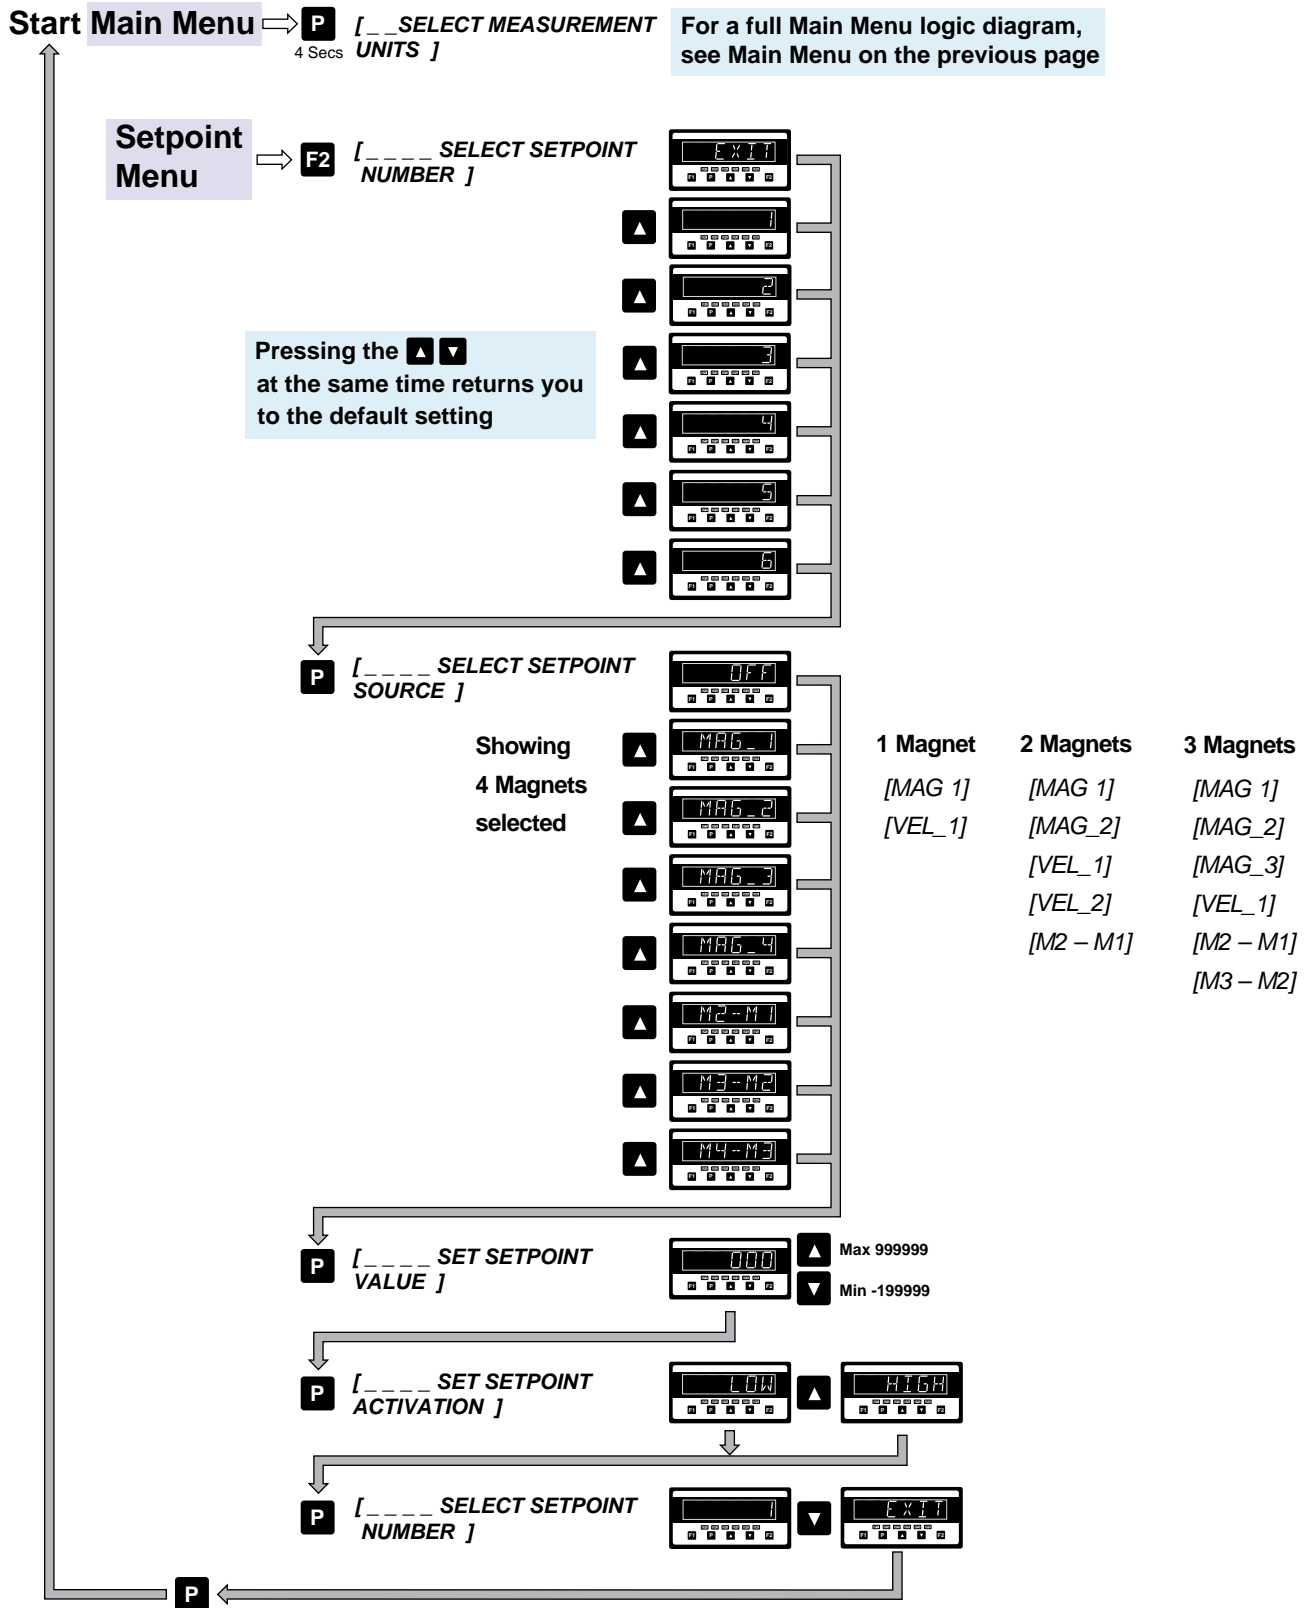 Start Main Menu
P
4 Secs
[ _ _SELECT MEASUREMENT
UNITS ]
For a full Main Menu logic diagram,
see Main Menu on the previous page
Setpoint
Menu
F2
[ _ _ _ _ SELECT SETPOINT
NUMBER ]
EXIT
1
2
3
Pressing the ▲ ▼
at the same time returns you
to the default setting
4
5
6
P
[ _ _ _ _ SELECT SETPOINT
SOURCE ]
OFF
Showing
4 Magnets
selected
MAG_1
MAG_2
MAG_3
MAG_4
M2-M1
M3-M2
M4-M3
1 Magnet
[MAG 1]
[VEL_1]
2 Magnets
[MAG 1]
[MAG_2]
[VEL_1]
[VEL_2]
[M2 – M1]
3 Magnets
[MAG 1]
[MAG_2]
[MAG_3]
[VEL_1]
[M2 – M1]
[M3 – M2]
P
[ _ _ _ _ SET SETPOINT
VALUE ]
000
Max 999999
Min -199999
P
[ _ _ _ _ SET SETPOINT
ACTIVATION ]
LOW
HIGH
P
[ _ _ _ _ SELECT SETPOINT
NUMBER ]
1
EXIT
P